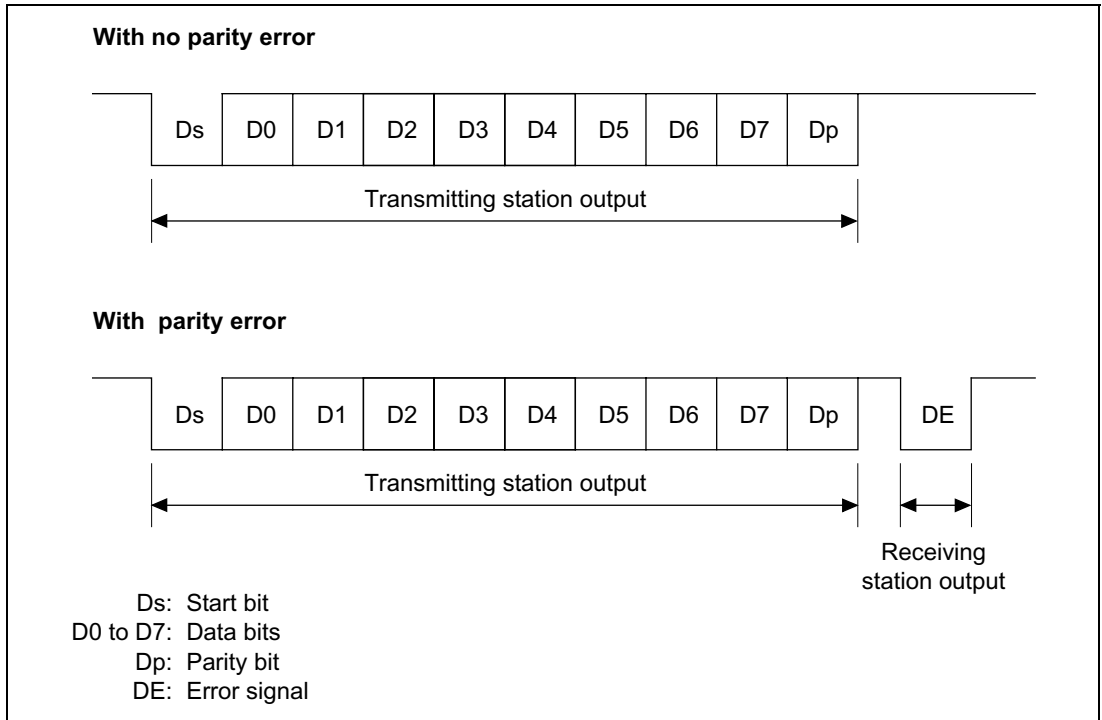 With no parity error
Ds D0 D1 D2 D3 D4 D5 D6 D7 Dp
Transmitting station output
With parity error
Ds D0 D1 D2 D3 D4 D5 D6 D7 Dp DE
Transmitting station output
Receiving
station output
Ds: Start bit
D0 to D7: Data bits
Dp: Parity bit
DE: Error signal